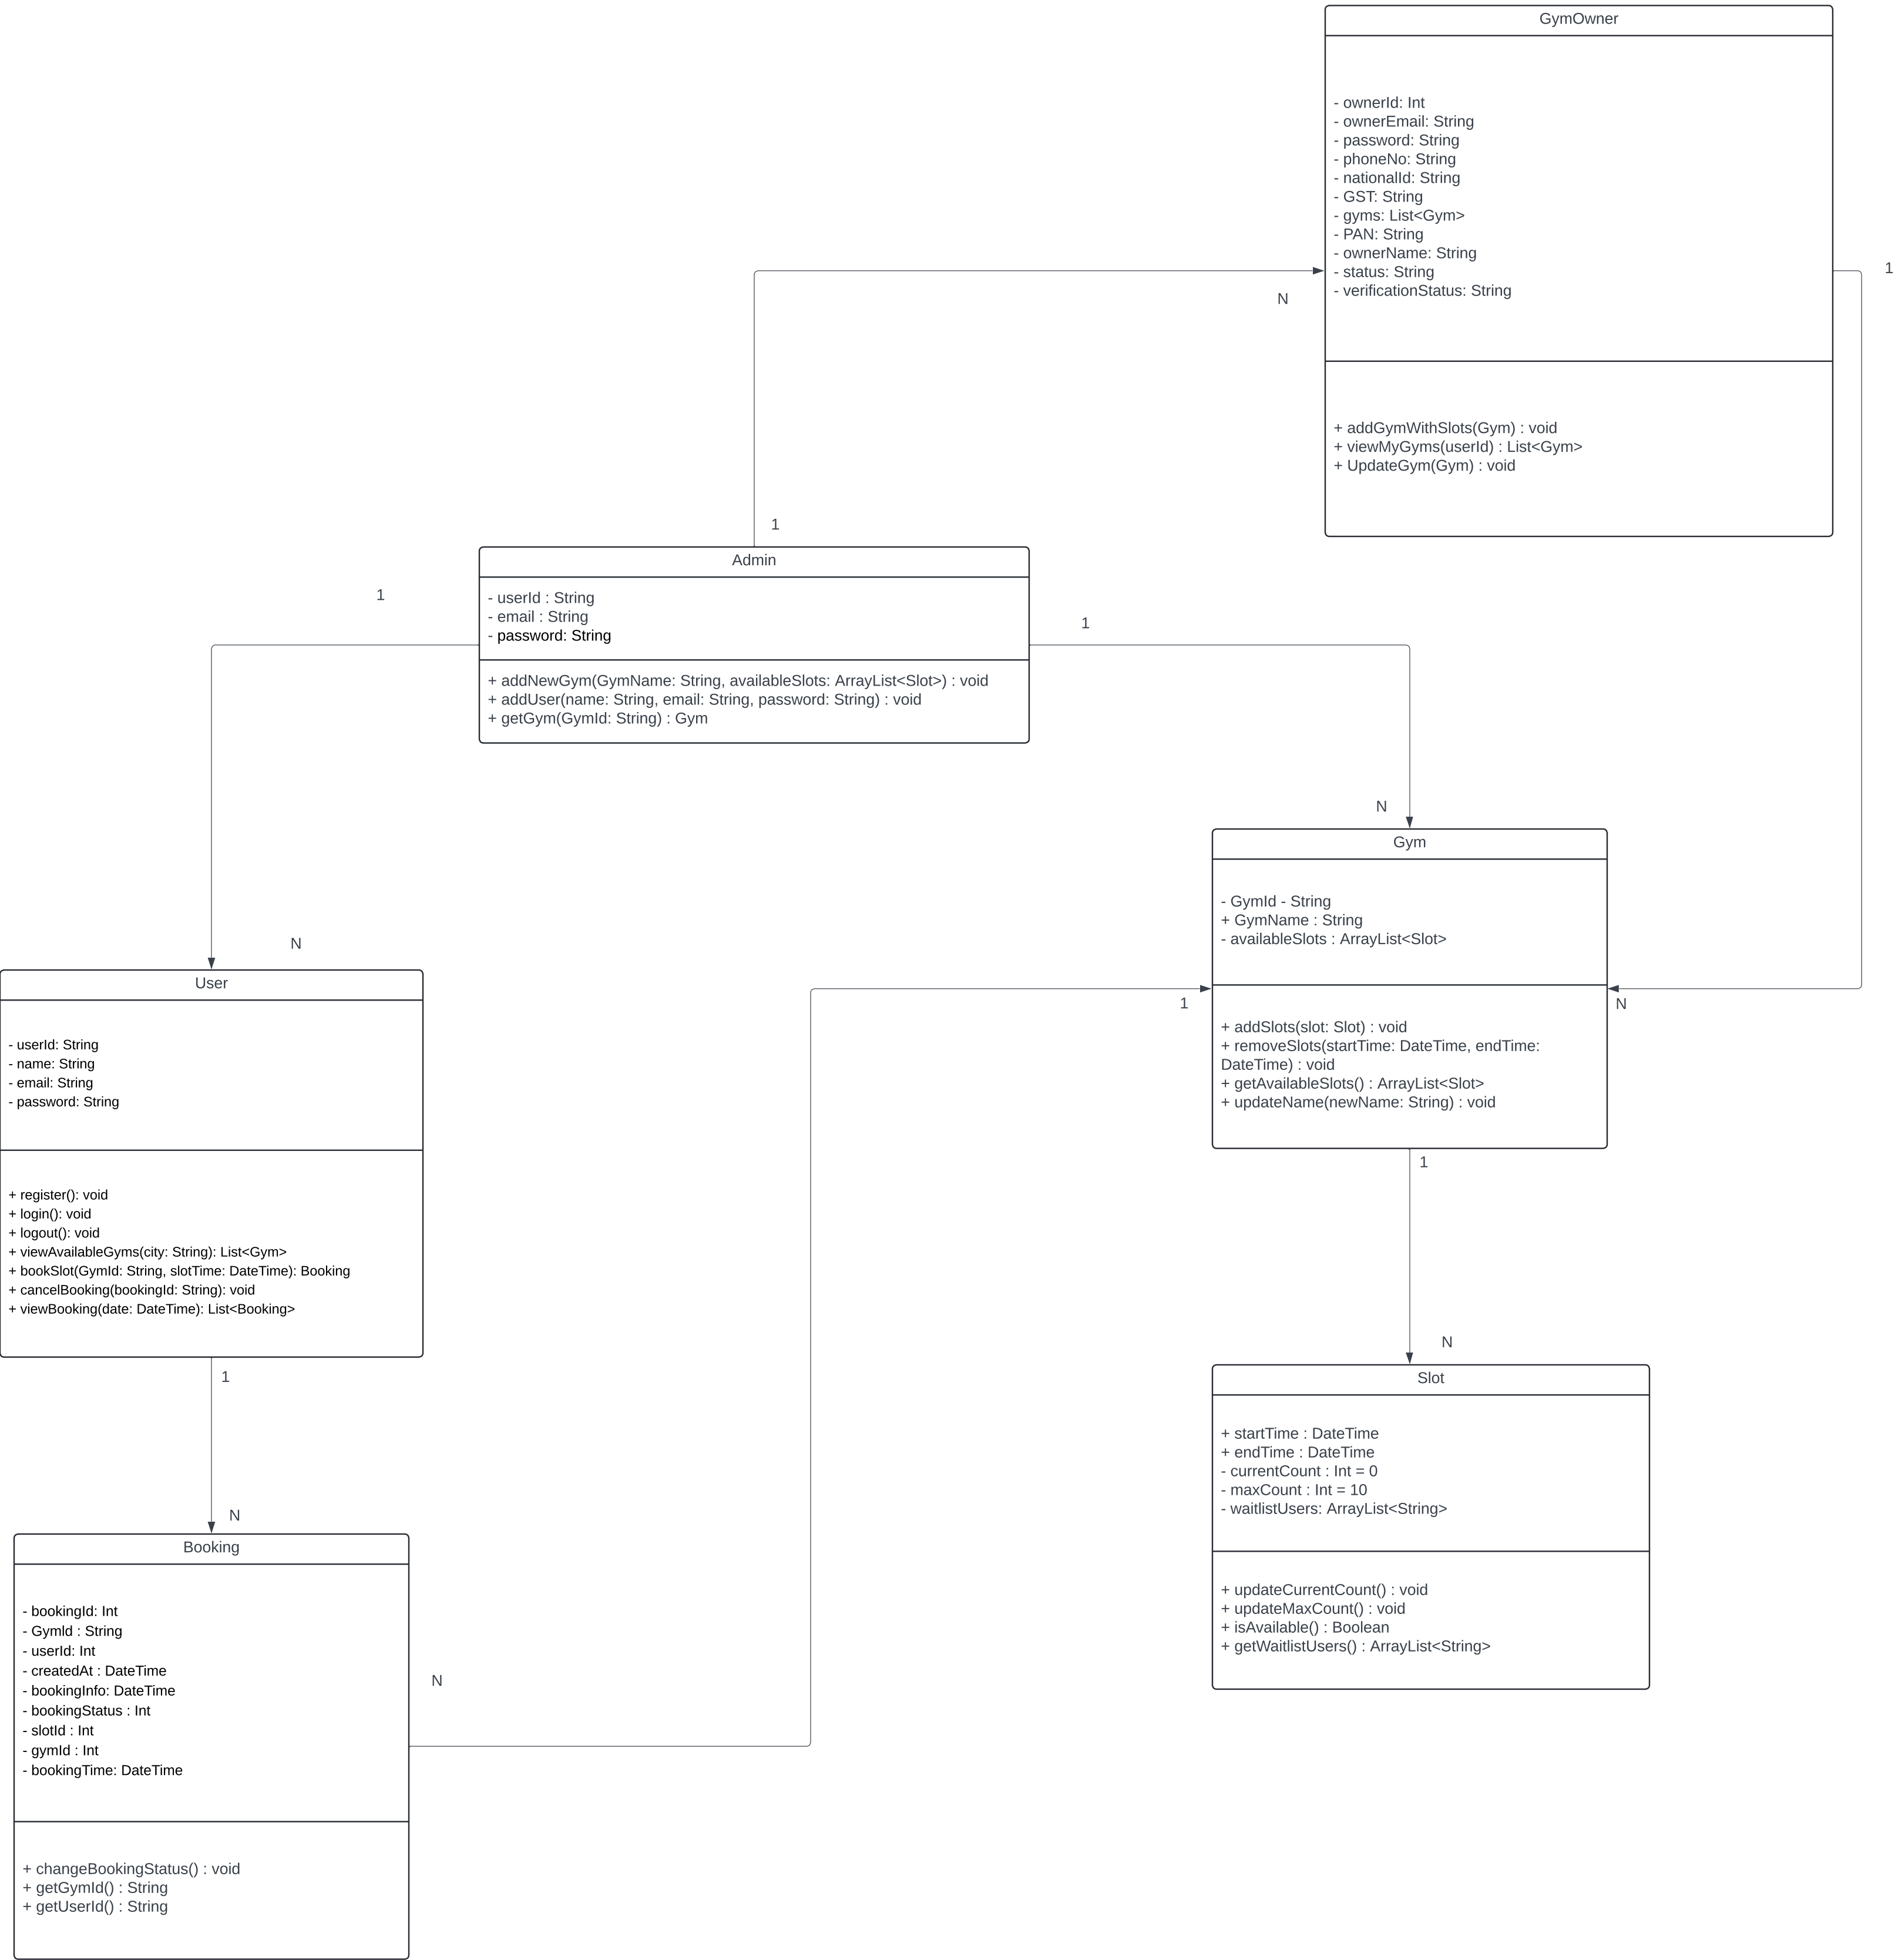 GymOwner
- ownerId: Int
- ownerEmail: String
- password: String
- phoneNo: String
- nationalId: String
- GST: String
- gyms: List<Gym>
- PAN: String
- ownerName: String
- status: String
- verificationStatus: String
+ addGymWithSlots(Gym) : void
+ viewMyGyms(userId) : List<Gym>
+ UpdateGym(Gym) : void
1
N
1
Admin
- userId : String
- email : String
- password: String
+ addNewGym(GymName: String, availableSlots: ArrayList<Slot>) : void
+ addUser(name: String, email: String, password: String) : void
+ getGym(GymId: String) : Gym
1
1
N
Gym
- GymId - String
+ GymName : String
- availableSlots : ArrayList<Slot>
+ addSlots(slot: Slot) : void
+ removeSlots(startTime: DateTime, endTime:
DateTime) : void
+ getAvailableSlots() : ArrayList<Slot>
+ updateName(newName: String) : void
1
N
N
User
- userId: String
- name: String
- email: String
- password: String
+ register(): void
+ login(): void
+ logout(): void
+ viewAvailableGyms(city: String): List<Gym>
+ bookSlot(GymId: String, slotTime: DateTime): Booking
+ cancelBooking(bookingId: String): void
+ viewBooking(date: DateTime): List<Booking>
1
N
1
N
Slot
+ startTime : DateTime
+ endTime : DateTime
- currentCount : Int = 0
- maxCount : Int = 10
- waitlistUsers: ArrayList<String>
+ updateCurrentCount() : void
+ updateMaxCount() : void
+ isAvailable() : Boolean
+ getWaitlistUsers() : ArrayList<String>
Booking
- bookingId: Int
- GymId : String
- userId: Int
- createdAt : DateTime
- bookingInfo: DateTime
- bookingStatus : Int
- slotId : Int
- gymId : Int
- bookingTime: DateTime
+ changeBookingStatus() : void
+ getGymId() : String
+ getUserId() : String
N